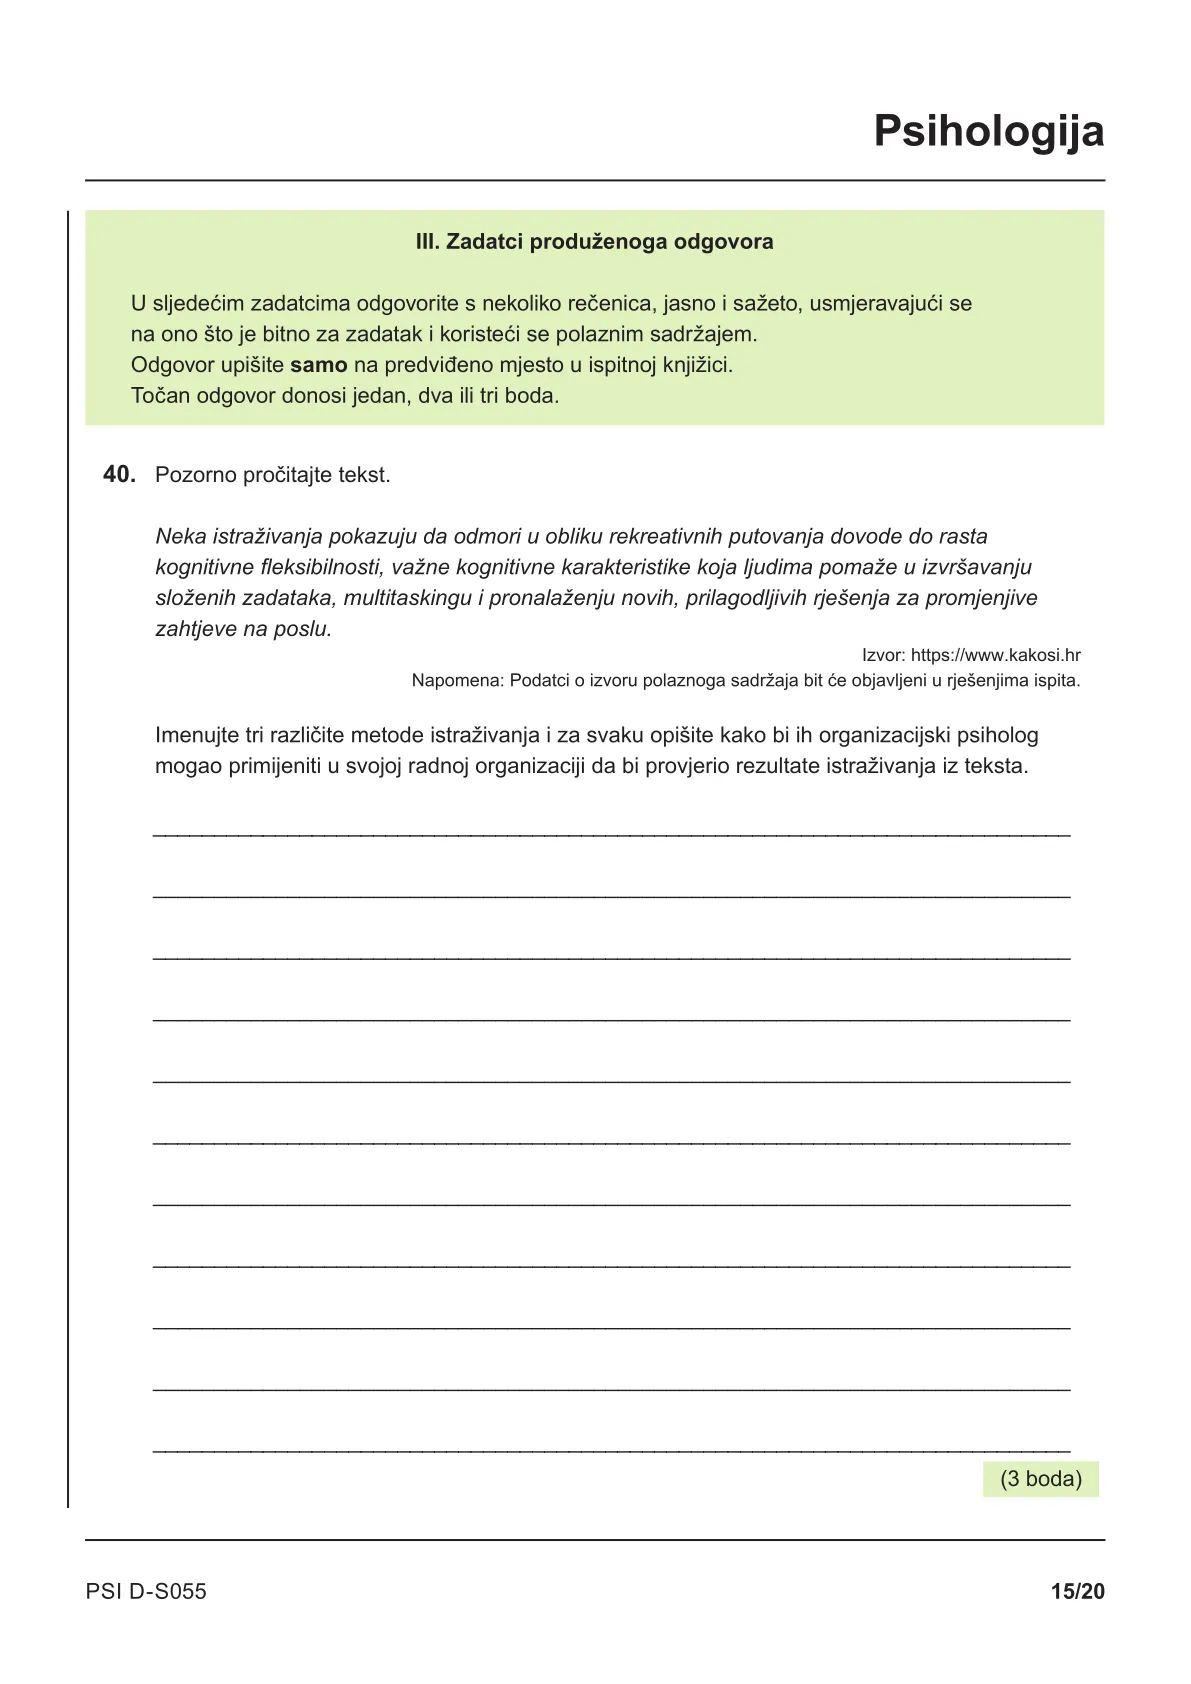 Psihologija
III. Zadatci produženoga odgovora
U sljedećim zadatcima odgovorite s nekoliko rečenica, jasno i sažeto, usmjeravajući se
na ono što je bitno za zadatak i koristeći se polaznim sadržajem.
Odgovor upišite samo na predviđeno mjesto u ispitnoj knjižici.
Točan odgovor donosi jedan, dva ili tri boda.
40. Pozorno pročitajte tekst.
Neka istraživanja pokazuju da odmori u obliku rekreativnih putovanja dovode do rasta
kognitivne fleksibilnosti, važne kognitivne karakteristike koja ljudima pomaže u izvršavanju
složenih zadataka, multitaskingu i pronalaženju novih, prilagodljivih rješenja za promjenjive
zahtjeve na poslu.
Izvor: https://www.kakosi.hr
Napomena: Podatci o izvoru polaznoga sadržaja bit će objavljeni u rješenjima ispita.
Imenujte tri različite metode istraživanja i za svaku opišite kako bi ih organizacijski psiholog
mogao primijeniti u svojoj radnoj organizaciji da bi provjerio rezultate istraživanja iz teksta.
(3 boda)
PSI D-S055
15/20